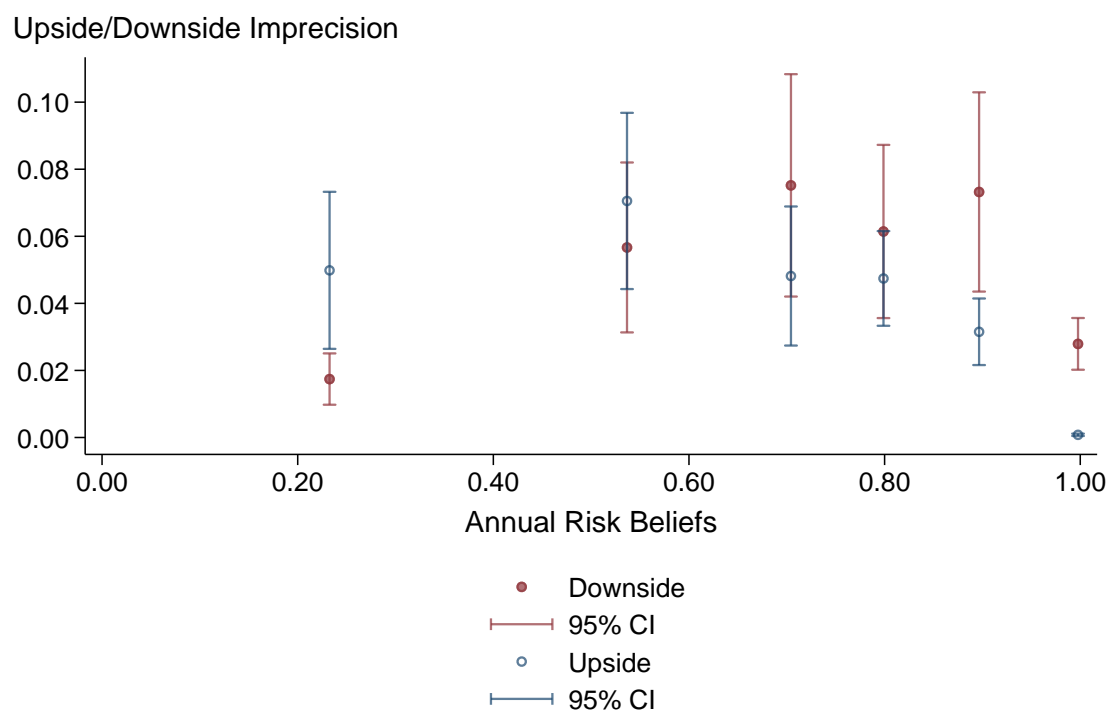 Upside/Downside Imprecision
0.10
0.08
0.06
0.04
0.02
0.00
0.00 0.20 0.40 0.60 0.80 1.00
Annual Risk Beliefs
Downside
95% CI
Upside
95% CI